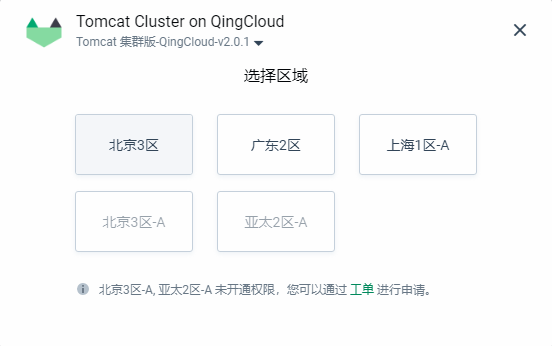 Tomcat Cluster on QingCloud
Tomcat 集群版-QingCloud-v2.0.1
选择区域
北京3区
广东2区
上海1区-A
北京3区-A
亚太2区-A
北京3区-A, 亚太2区-A 未开通权限，您可以通过 工单 进行申请。